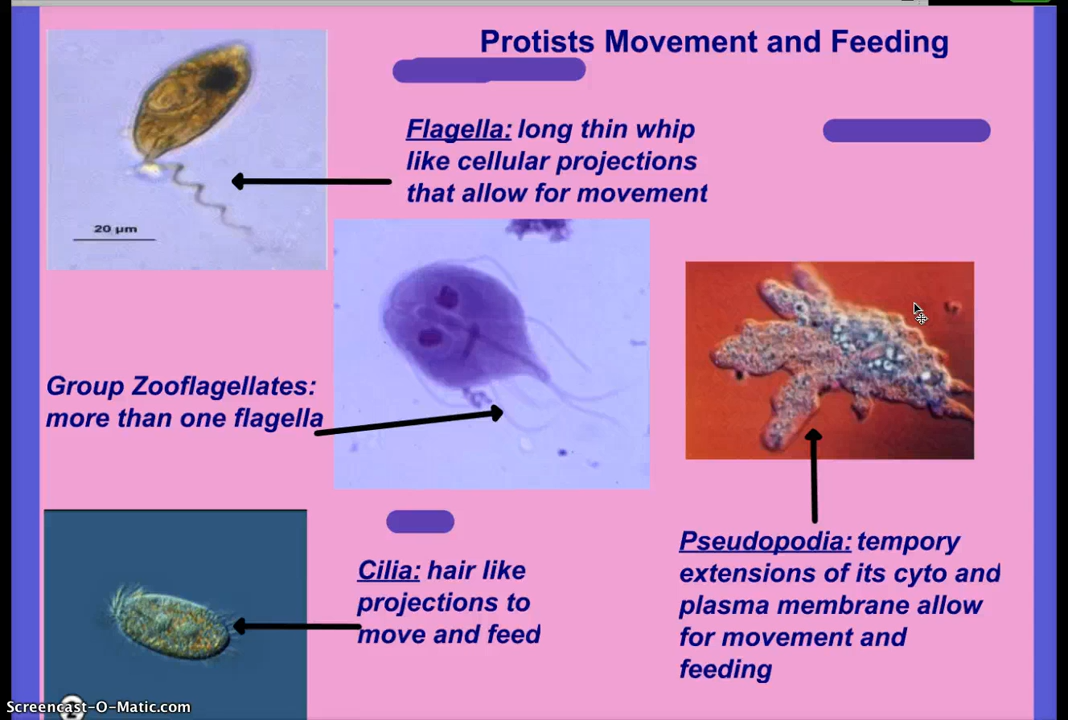 Protists Movement and Feeding
Flagella: long thin whip
like cellular projections
that allow for movement
20 µm
Group Zooflagellates:
more than one flagella
Cilia: hair like
projections to
move and feed
Pseudopodia: tempory
extensions of its cyto and
plasma membrane allow
for movement and
feeding
Screencast-O-Matic.com